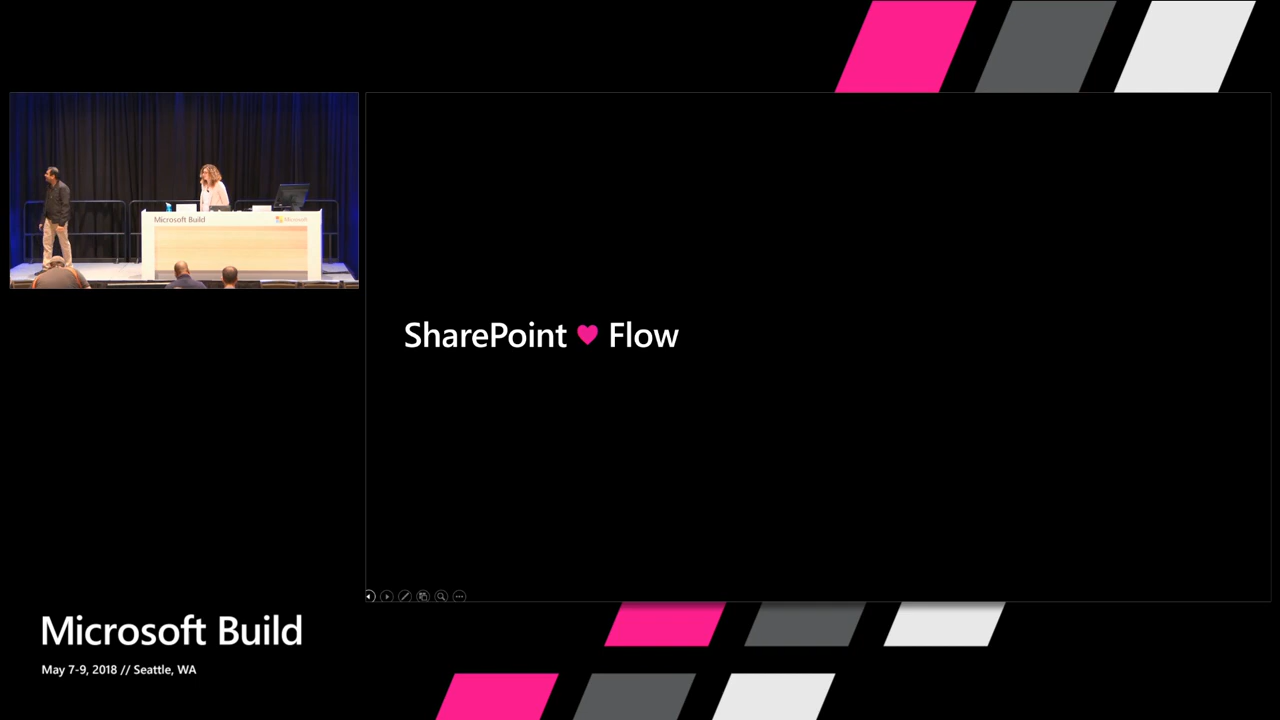 Microsoft Build
Microsoft
SharePoint ♥ Flow
Microsoft Build
May 7-9, 2018 // Seattle, WA